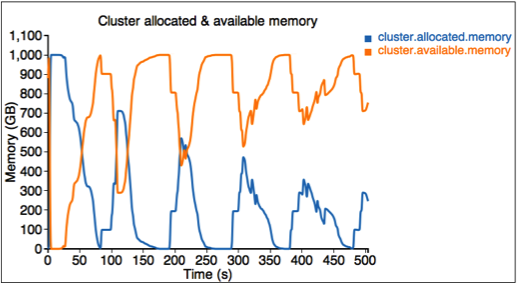 Cluster allocated & available memory
cluster.allocated.memory
cluster.available.memory
Memory (GB)
1,100
1,000
900
800
700
600
500
400
300
200
100
0
0 50 100 150 200 250 300 350 400 450 500
Time (s)